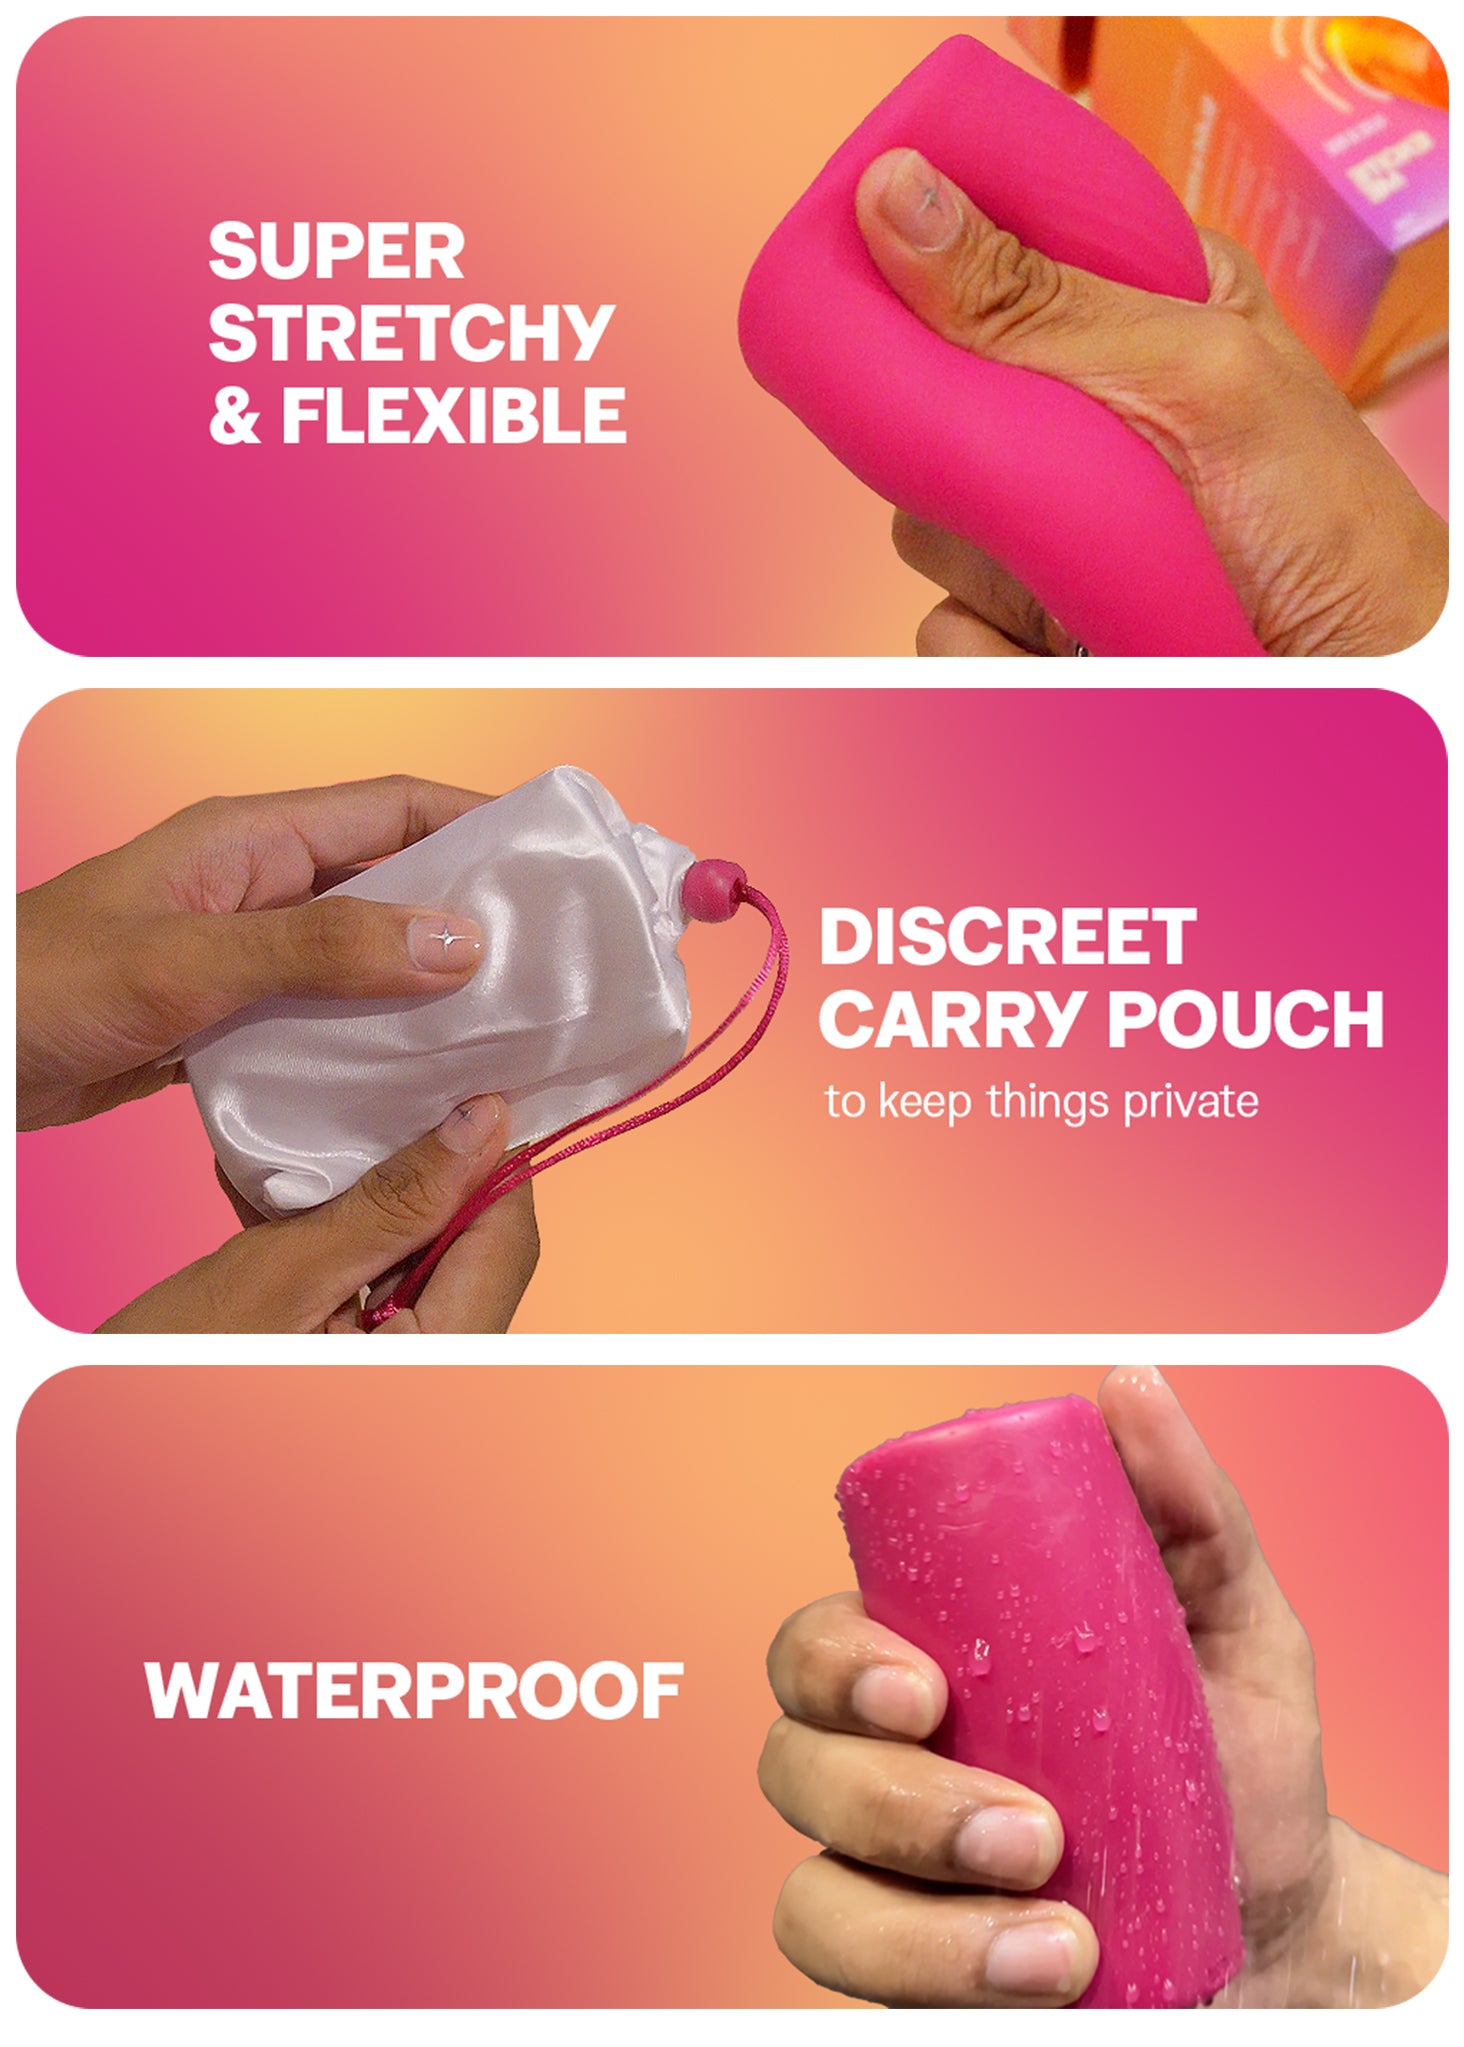 SUPER
STRETCHY
& FLEXIBLE
DISCREET
CARRY POUCH
to keep things private
WATERPROOF